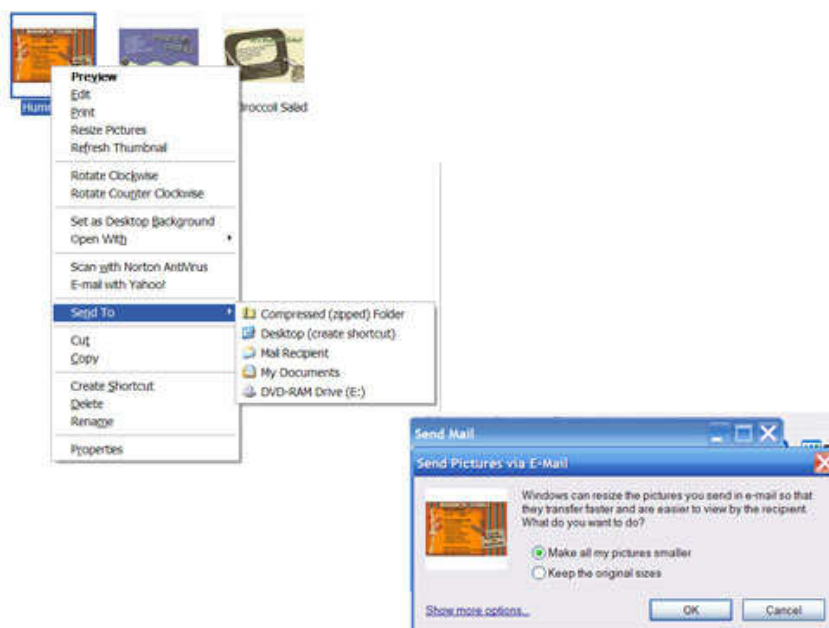 Hum
Broccoli Salad
Preview
Edit
Print
Resize Pictures
Refresh Thumbnail
Rotate Clockwise
Rotate Counter Clockwise
Set as Desktop Background
Open With
Scan with Norton AntiVirus
E-mail with Yahoo!
Send To
Compressed (zipped) Folder
Desktop (create shortcut)
Mail Recipient
My Documents
DVD-RAM Drive (E:)
Cut
Copy
Create Shortcut
Delete
Rename
Properties
Send Mail
Send Pictures via E-Mail
Windows can resize the pictures you send in e-mail so that
they transfer faster and are easier to view by the recipient.
What do you want to do?
Make all my pictures smaller
Keep the original sizes
Show more options...
OK
Cancel